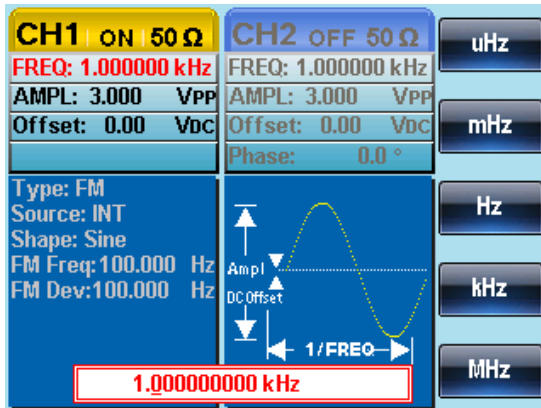 CH1 ON 50 Ω
FREQ: 1.000000 kHz
AMPL: 3.000 VPP
Offset: 0.00 VDC
CH2 OFF 50 Ω
FREQ: 1.000000 kHz
AMPL: 3.000 VPP
Offset: 0.00 VDC
Phase: 0.0 °
Type: FM
Source: INT
Shape: Sine
FM Freq:100.000 Hz
FM Dev:100.000 Hz
Ampl
DC Offset
1/FREQ
1.000000000 kHz
uHz
mHz
Hz
kHz
MHz